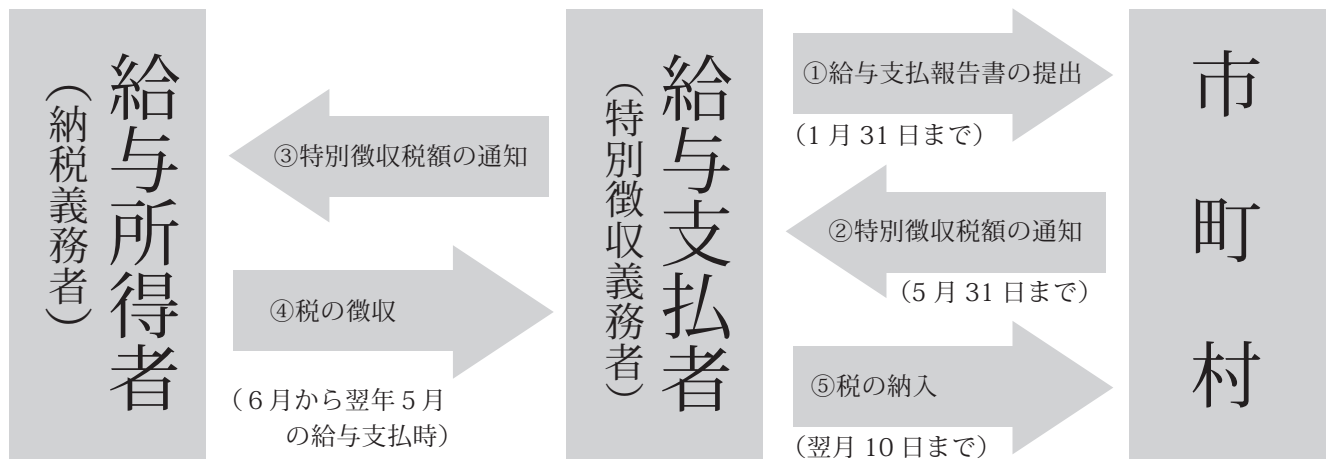 給与所得者
（納税義務者）
③特別徴収税額の通知
④税の徴収
（６月から翌年５月
の給与支払時）
給与支払者
（特別徴収義務者）
①給与支払報告書の提出
（1 月 31 日まで）
②特別徴収税額の通知
（5 月 31 日まで）
⑤税の納入
（翌月 10 日まで）
市町村